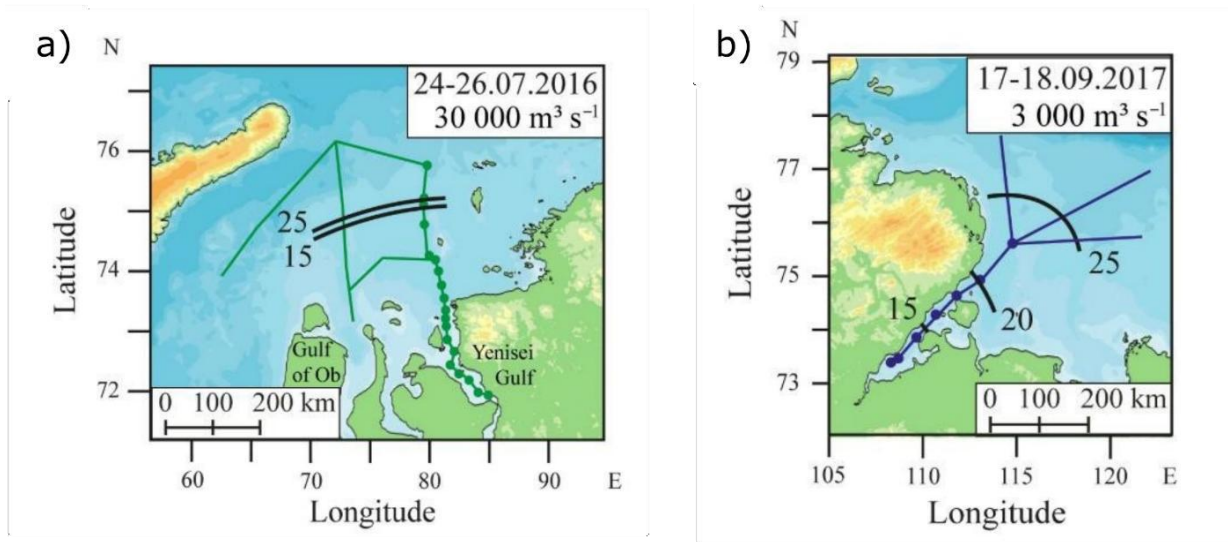 a)
N
24-26.07.2016
30 000 m³ s⁻¹
76
74
72
Latitude
25
15
Gulf
of Ob
Yenisei
Gulf
0 100 200 km
60 70 80 90 E
Longitude
b)
N
17-18.09.2017
3 000 m³ s⁻¹
79
77
75
73
Latitude
25
15
20
0 100 200 km
105 110 115 120 E
Longitude